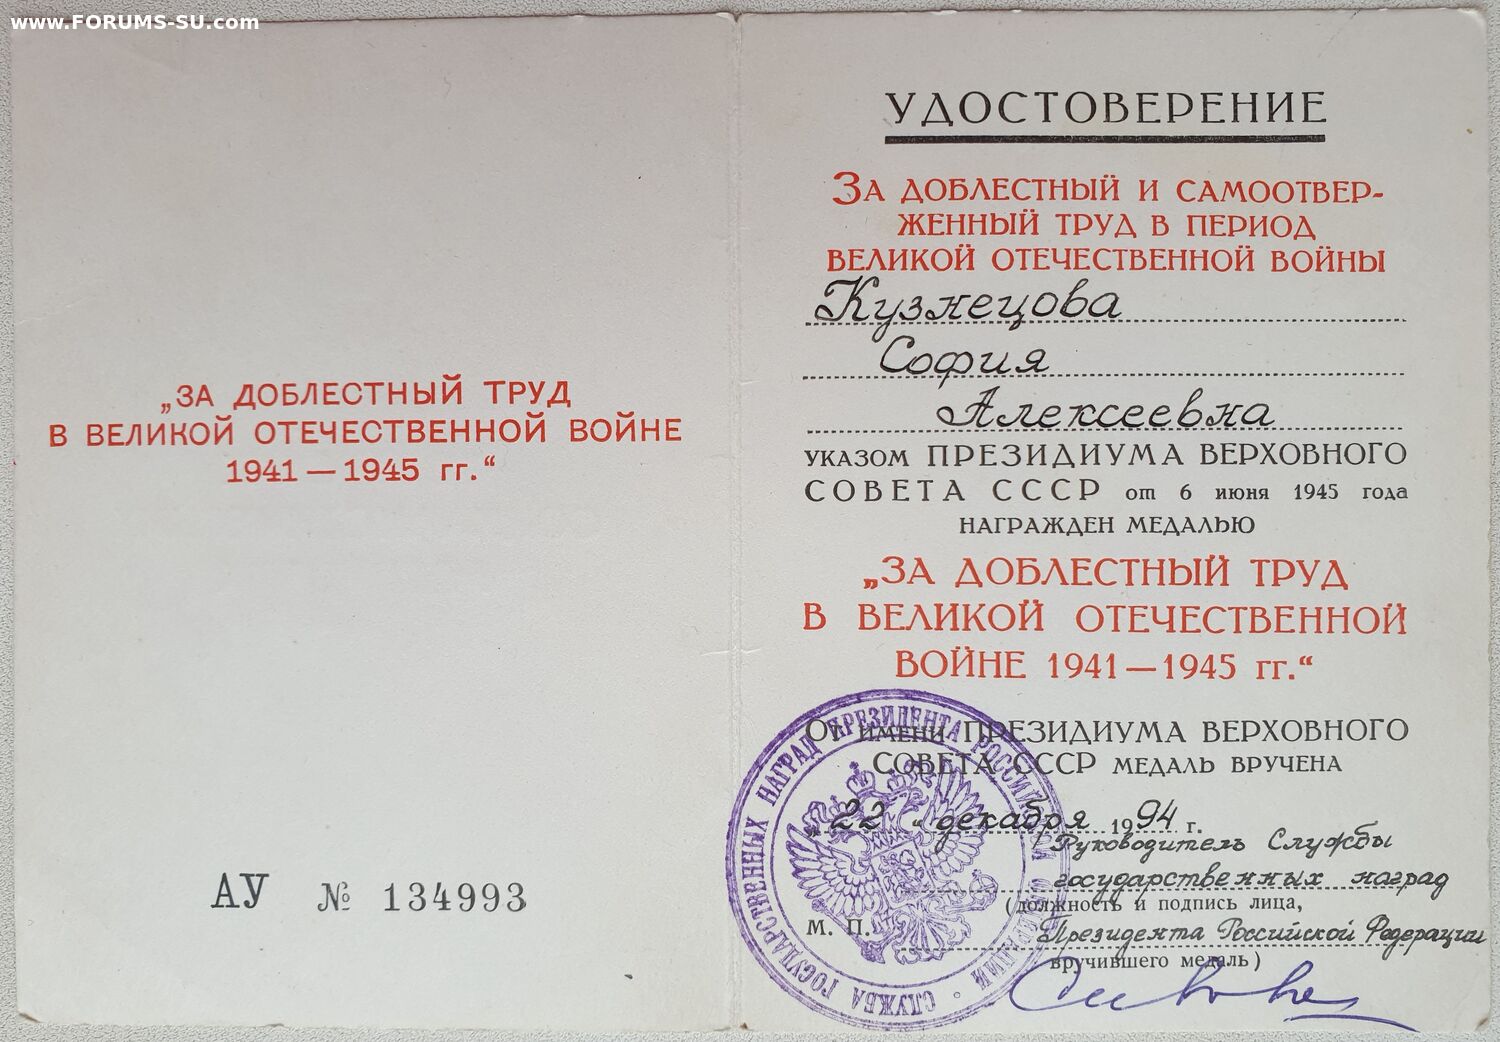 www.FORUMS-SU.com
„ЗА ДОБЛЕСТНЫЙ ТРУД
В ВЕЛИКОЙ ОТЕЧЕСТВЕННОЙ ВОЙНЕ
1941 — 1945 гг.“
АУ № 134993
УДОСТОВЕРЕНИЕ
ЗА ДОБЛЕСТНЫЙ И САМООТВЕР-
ЖЕННЫЙ ТРУД В ПЕРИОД
ВЕЛИКОЙ ОТЕЧЕСТВЕННОЙ ВОЙНЫ
Кузнецова
София
Алексеевна
УКАЗОМ ПРЕЗИДИУМА ВЕРХОВНОГО
СОВЕТА СССР от 6 июня 1945 года
НАГРАЖДЕН МЕДАЛЬЮ
„ЗА ДОБЛЕСТНЫЙ ТРУД
В ВЕЛИКОЙ ОТЕЧЕСТВЕННОЙ
ВОЙНЕ 1941 — 1945 гг.“
ОТ ИМЕНИ ПРЕЗИДИУМА ВЕРХОВНОГО
СОВЕТА СССР МЕДАЛЬ ВРУЧЕНА
„22“ декабря 1994 г.
Руководитель Службы
государственных наград
(должность и подпись лица,
М. П.
Президента Российской Федерации
вручившего медаль)
СЛУЖБА ГОСУДАРСТВЕННЫХ НАГРАД ПРЕЗИДЕНТА РОССИЙСКОЙ ФЕДЕРАЦИИ